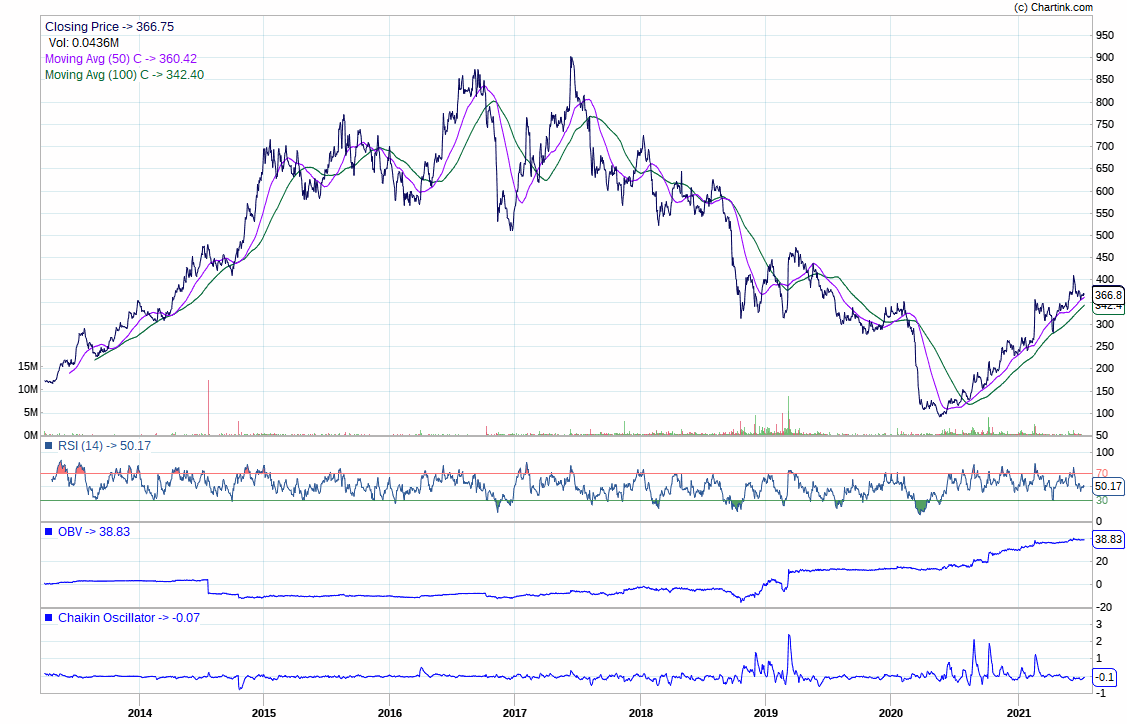 (c) Chartink.com
Closing Price -> 366.75
Vol: 0.0436M
Moving Avg (50) C -> 360.42
Moving Avg (100) C -> 342.40
950
900
850
800
750
700
650
600
550
500
450
400
366.8
342.4
300
250
200
150
100
50
15M
10M
5M
0M
RSI (14) -> 50.17
100
70
50.17
30
0
OBV -> 38.83
38.83
20
0
-20
Chaikin Oscillator -> -0.07
3
2
1
-0.1
-1
2014 2015 2016 2017 2018 2019 2020 2021